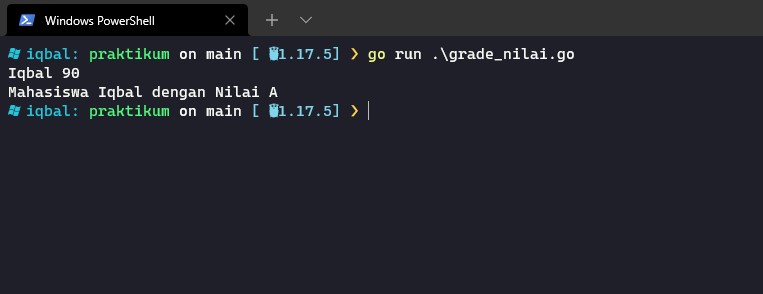 Windows PowerShell
iqbal: praktikum on main [ 1.17.5] ❯ go run .\grade_nilai.go
Iqbal 90
Mahasiswa Iqbal dengan Nilai A
iqbal: praktikum on main [ 1.17.5] ❯